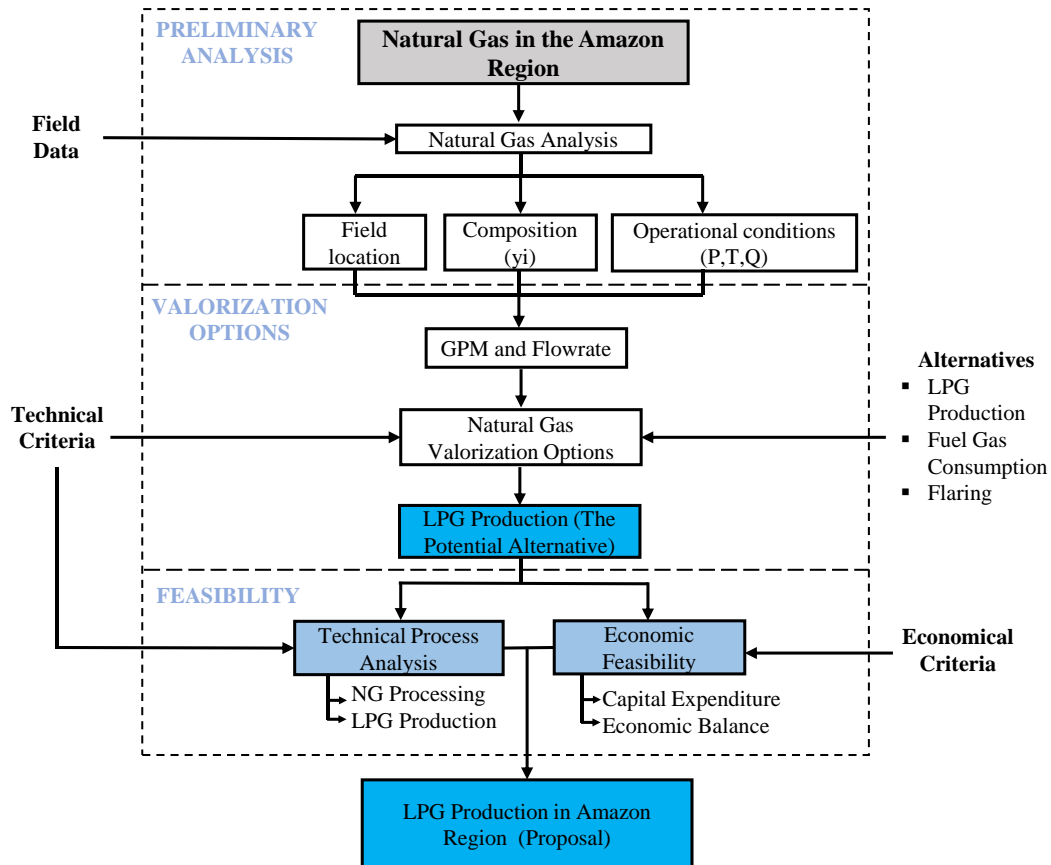 PRELIMINARY
ANALYSIS
Natural Gas in the Amazon
Region
Field
Data
Natural Gas Analysis
Field
location
Composition
(yi)
Operational conditions
(P,T,Q)
VALORIZATION
OPTIONS
GPM and Flowrate
Alternatives
▪ LPG
Production
▪ Fuel Gas
Consumption
▪ Flaring
Technical
Criteria
Natural Gas
Valorization Options
LPG Production (The
Potential Alternative)
FEASIBILITY
Technical Process
Analysis
NG Processing
LPG Production
Economic
Feasibility
Capital Expenditure
Economic Balance
Economical
Criteria
LPG Production in Amazon
Region (Proposal)